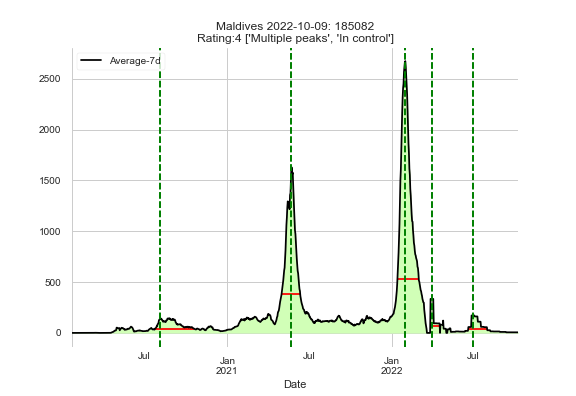 Maldives 2022-10-09: 185082
Rating:4 ['Multiple peaks', 'In control']
Average-7d
2500
2000
1500
1000
500
0
Jul
Jan
2021
Jul
Jan
2022
Jul
Date